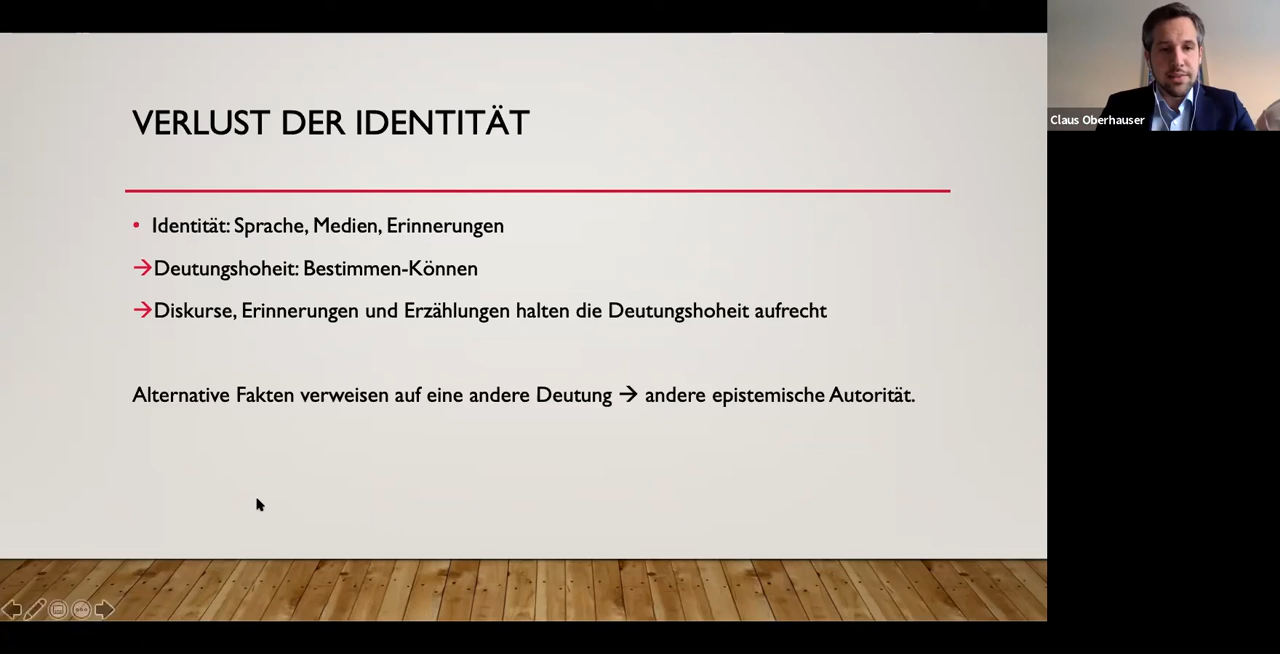 VERLUST DER IDENTITÄT
• Identität: Sprache, Medien, Erinnerungen
→Deutungshoheit: Bestimmen-Können
→Diskurse, Erinnerungen und Erzählungen halten die Deutungshoheit aufrecht
Alternative Fakten verweisen auf eine andere Deutung → andere epistemische Autorität.
Claus Oberhauser